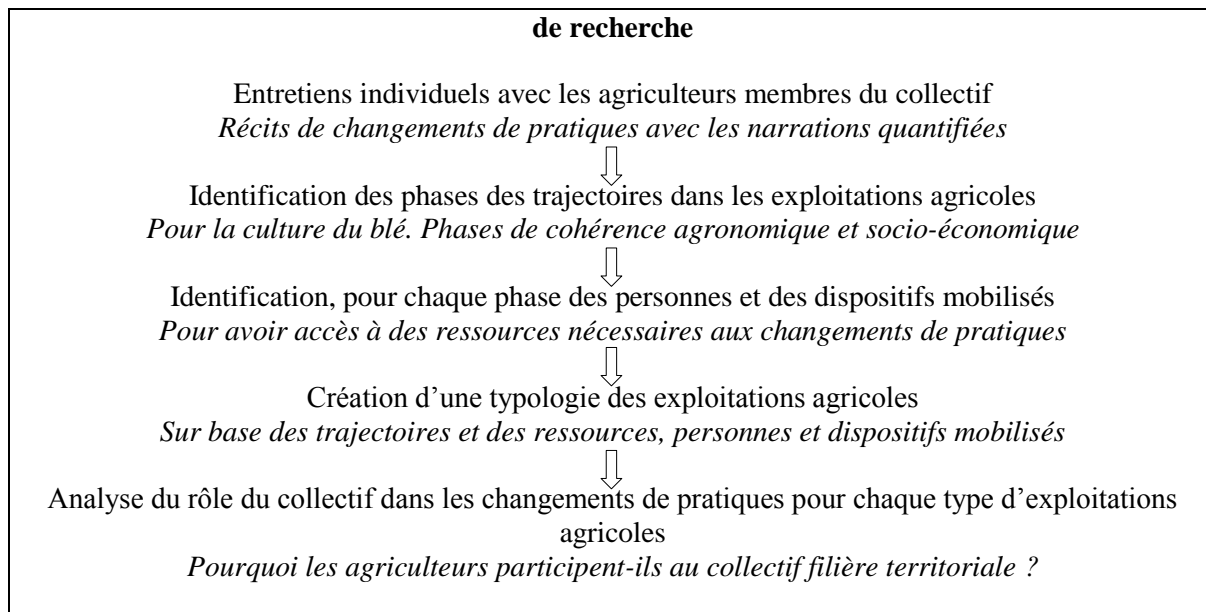 de recherche
Entretiens individuels avec les agriculteurs membres du collectif
Récits de changements de pratiques avec les narrations quantifiées
Identification des phases des trajectoires dans les exploitations agricoles
Pour la culture du blé. Phases de cohérence agronomique et socio-économique
Identification, pour chaque phase des personnes et des dispositifs mobilisés
Pour avoir accès à des ressources nécessaires aux changements de pratiques
Création d’une typologie des exploitations agricoles
Sur base des trajectoires et des ressources, personnes et dispositifs mobilisés
Analyse du rôle du collectif dans les changements de pratiques pour chaque type d’exploitations
agricoles
Pourquoi les agriculteurs participent-ils au collectif filière territoriale ?